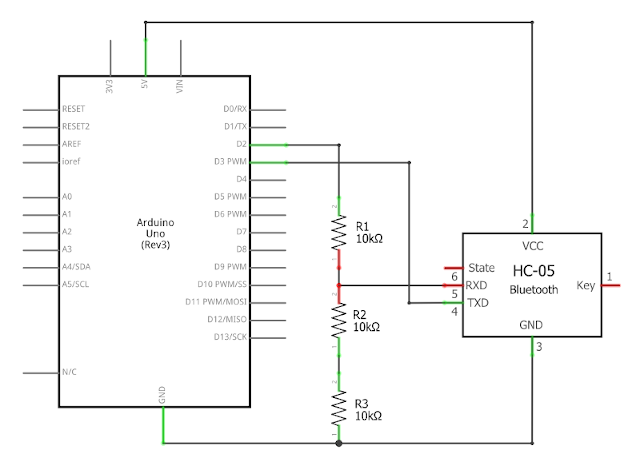 3V3
5V
VIN
RESET
RESET2
AREF
ioref
A0
A1
A2
A3
A4/SDA
A5/SCL
N/C
Arduino
Uno
(Rev3)
D0/RX
D1/TX
D2
D3 PWM
D4
D5 PWM
D6 PWM
D7
D8
D9 PWM
D10 PWM/SS
D11 PWM/MOSI
D12/MISO
D13/SCK
GND
2
R1
10kΩ
1
2
R2
10kΩ
1
2
R3
10kΩ
1
2
VCC
State
6
RXD
5
TXD
4
HC-05
Bluetooth
Key
1
GND
3